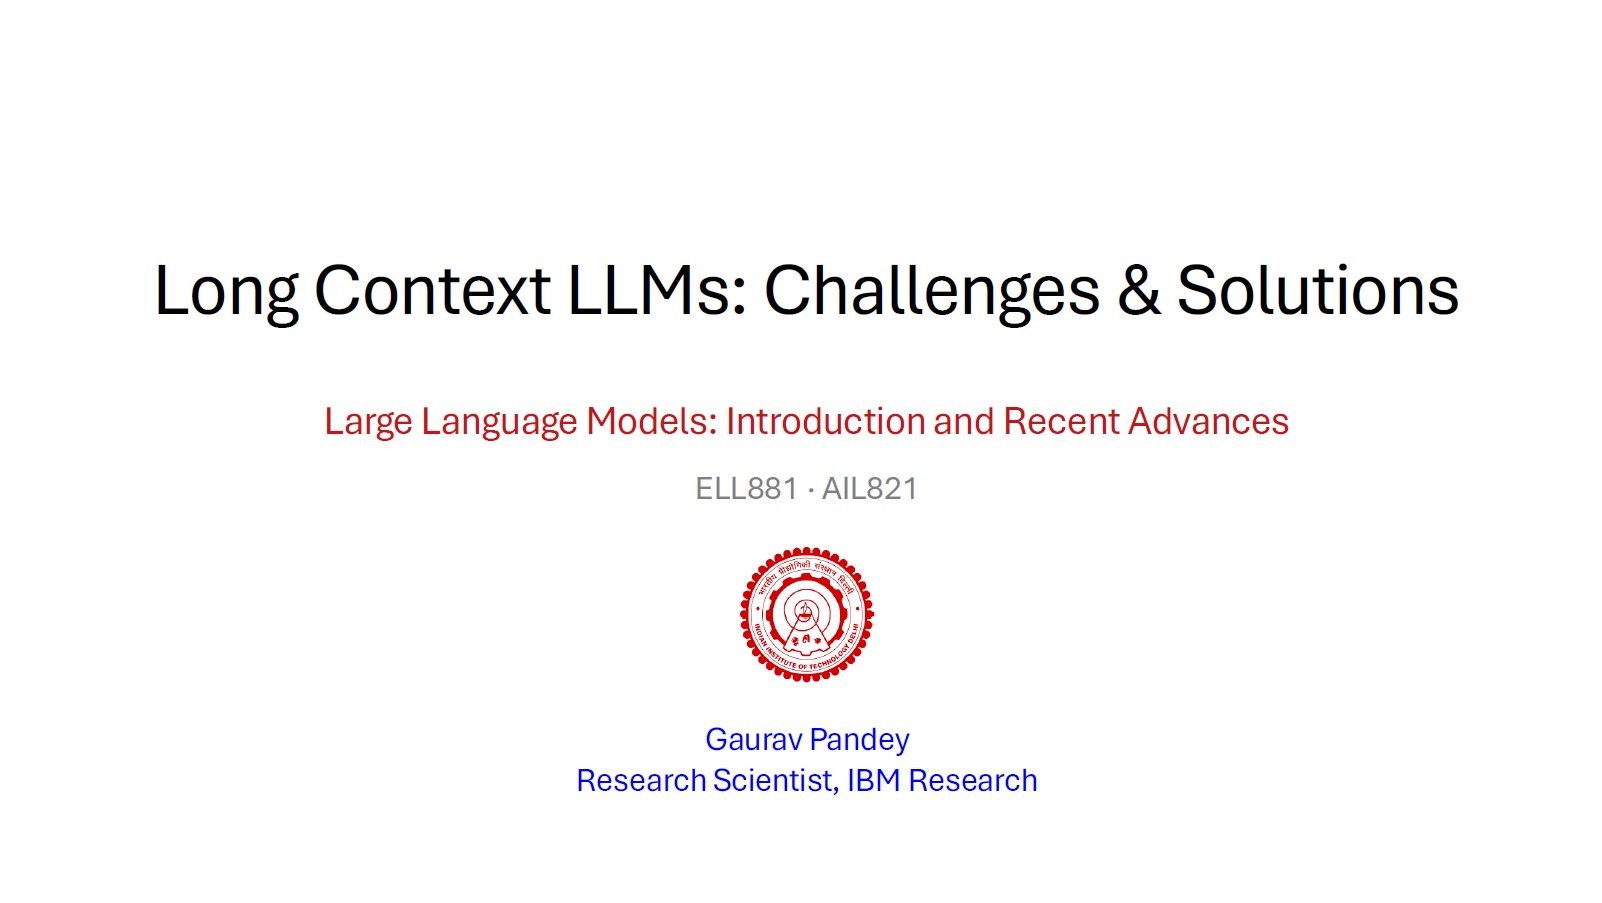 Long Context LLMs: Challenges & Solutions
Large Language Models: Introduction and Recent Advances
ELL881 · AIL821
भारतीय प्रौद्योगिकी संस्थान दिल्ली
INDIAN INSTITUTE OF TECHNOLOGY DELHI
Gaurav Pandey
Research Scientist, IBM Research